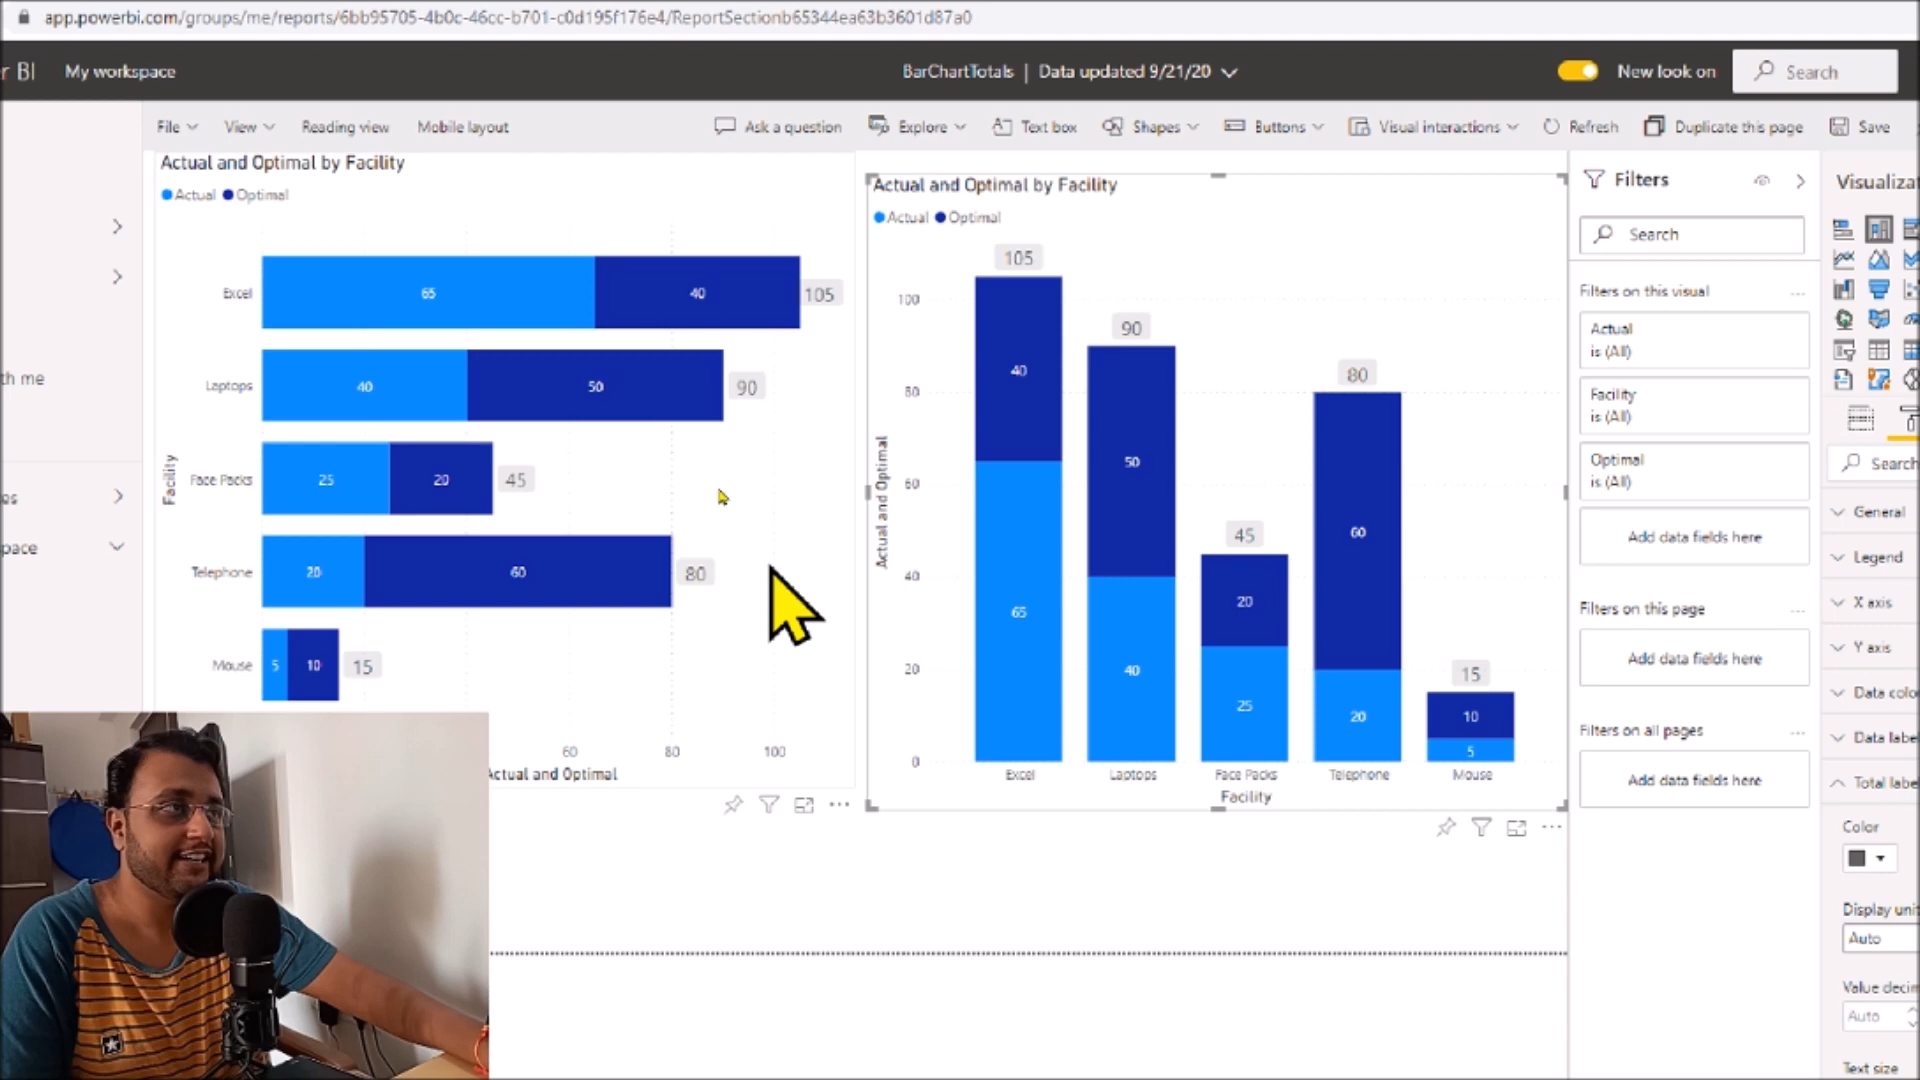 app.powerbi.com/groups/me/reports/6bb95705-4b0c-46cc-b701-c0d195f176e4/ReportSectionb65344ea63b3601d87a0
r BI
My workspace
BarChartTotals | Data updated 9/21/20
New look on
Search
File
View
Reading view
Mobile layout
Ask a question
Explore
Text box
Shapes
Buttons
Visual interactions
Refresh
Duplicate this page
Save
th me
es
pace
Actual and Optimal by Facility
Actual Optimal
Facility
Excel 65 40 105
Laptops 40 50 90
Face Packs 25 20 45
Telephone 20 60 80
Mouse 5 10 15
60 80 100
Actual and Optimal
Actual and Optimal by Facility
Actual Optimal
Actual and Optimal
100
80
60
40
20
0
105
40
65
90
50
40
45
20
25
80
60
20
15
10
5
Excel Laptops Face Packs Telephone Mouse
Facility
Filters
Search
Filters on this visual ...
Actual
is (All)
Facility
is (All)
Optimal
is (All)
Add data fields here
Filters on this page ...
Add data fields here
Filters on all pages ...
Add data fields here
Visualizat
Search
General
Legend
X axis
Y axis
Data colo
Data labe
Total labe
Color
Display unit
Auto
Value decim
Auto
Text size